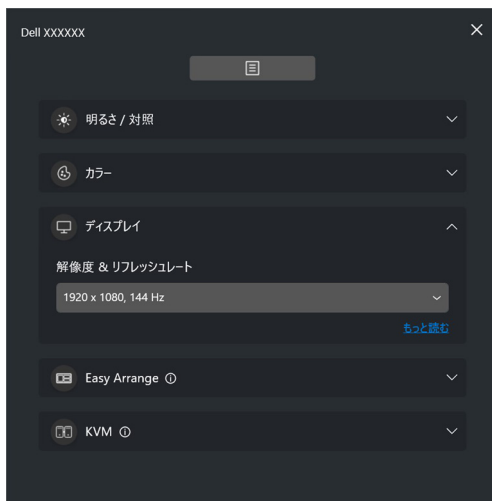 Dell XXXXXX
明るさ / 対照
カラー
ディスプレイ
解像度 & リフレッシュレート
1920 x 1080, 144 Hz
もっと読む
Easy Arrange
KVM